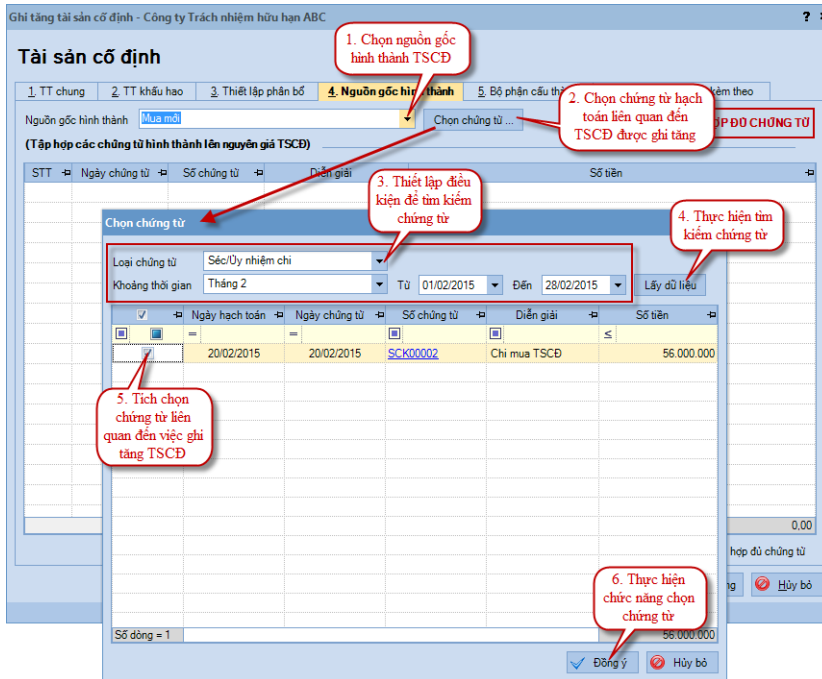 Ghi tăng tài sản cố định - Công ty Trách nhiệm hữu hạn ABC
?
Tài sản cố định
1. Chọn nguồn gốc
hình thành TSCĐ
1. TT chung
2. TT khấu hao
3. Thiết lập phân bổ
4. Nguồn gốc hình thành
5. Bộ phận cấu
kèm theo
2. Chọn chứng từ hạch
toán liên quan đến
TSCĐ được ghi tăng
Nguồn gốc hình thành
Mua mới
Chọn chứng từ ...
ĐỦ CHỨNG TỪ
(Tập hợp các chứng từ hình thành lên nguyên giá TSCĐ)
STT
Ngày chứng từ
Số chứng từ
Diễn giải
Số tiền
3. Thiết lập điều
kiện để tìm kiếm
chứng từ
4. Thực hiện tìm
kiếm chứng từ
Chọn chứng từ
Loại chứng từ
Séc/Ủy nhiệm chi
Khoảng thời gian
Tháng 2
Từ
01/02/2015
Đến
28/02/2015
Lấy dữ liệu
Ngày hạch toán
Ngày chứng từ
Số chứng từ
Diễn giải
Số tiền
=
=
≤
20/02/2015
20/02/2015
SCK00002
Chi mua TSCĐ
56.000.000
5. Tích chọn
chứng từ liên
quan đến việc ghi
tăng TSCĐ
0,00
hợp đủ chứng từ
6. Thực hiện
chức năng chọn
chứng từ
Hủy bỏ
Số dòng = 1
56.000.000
Đồng ý
Hủy bỏ